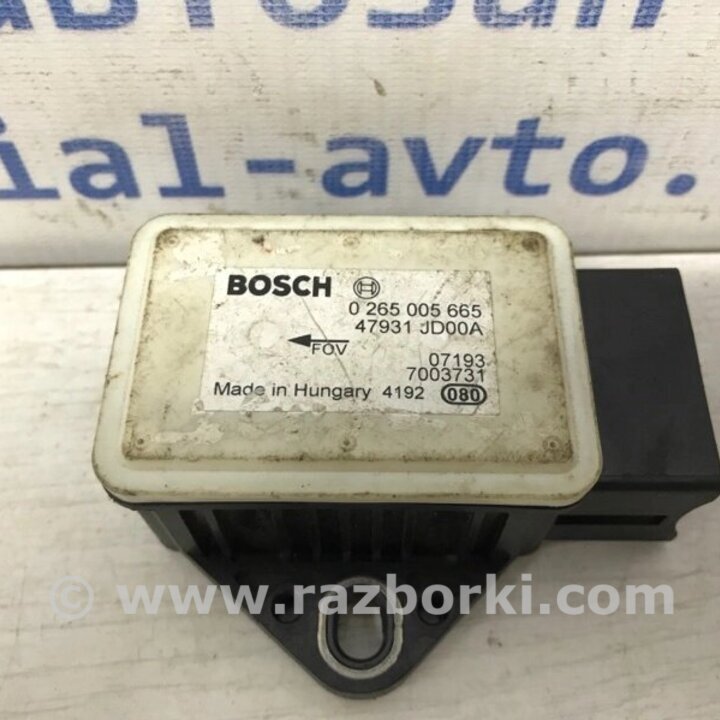 ial-avto.
BOSCH
0 265 005 665
47931 JD00A
FOV
07193
7003731
Made in Hungary 4192 080
© www.razborki.com